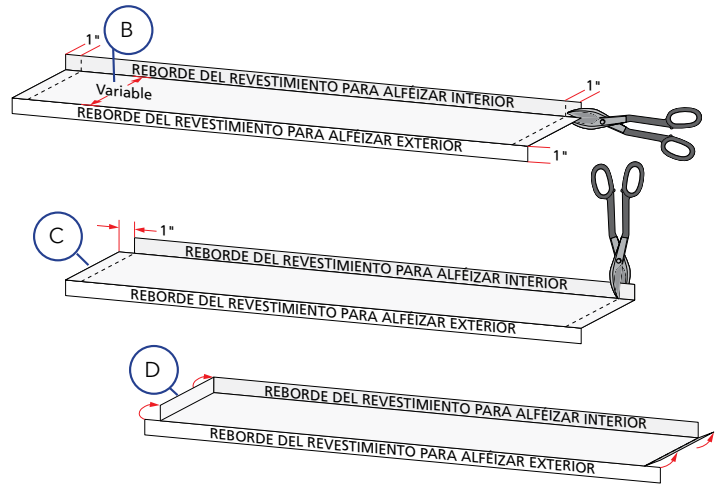 B
1"
REBORDE DEL REVESTIMIENTO PARA ALFÉIZAR INTERIOR
1"
Variable
REBORDE DEL REVESTIMIENTO PARA ALFÉIZAR EXTERIOR
1"
C
1"
REBORDE DEL REVESTIMIENTO PARA ALFÉIZAR INTERIOR
REBORDE DEL REVESTIMIENTO PARA ALFÉIZAR EXTERIOR
D
REBORDE DEL REVESTIMIENTO PARA ALFÉIZAR INTERIOR
REBORDE DEL REVESTIMIENTO PARA ALFÉIZAR EXTERIOR